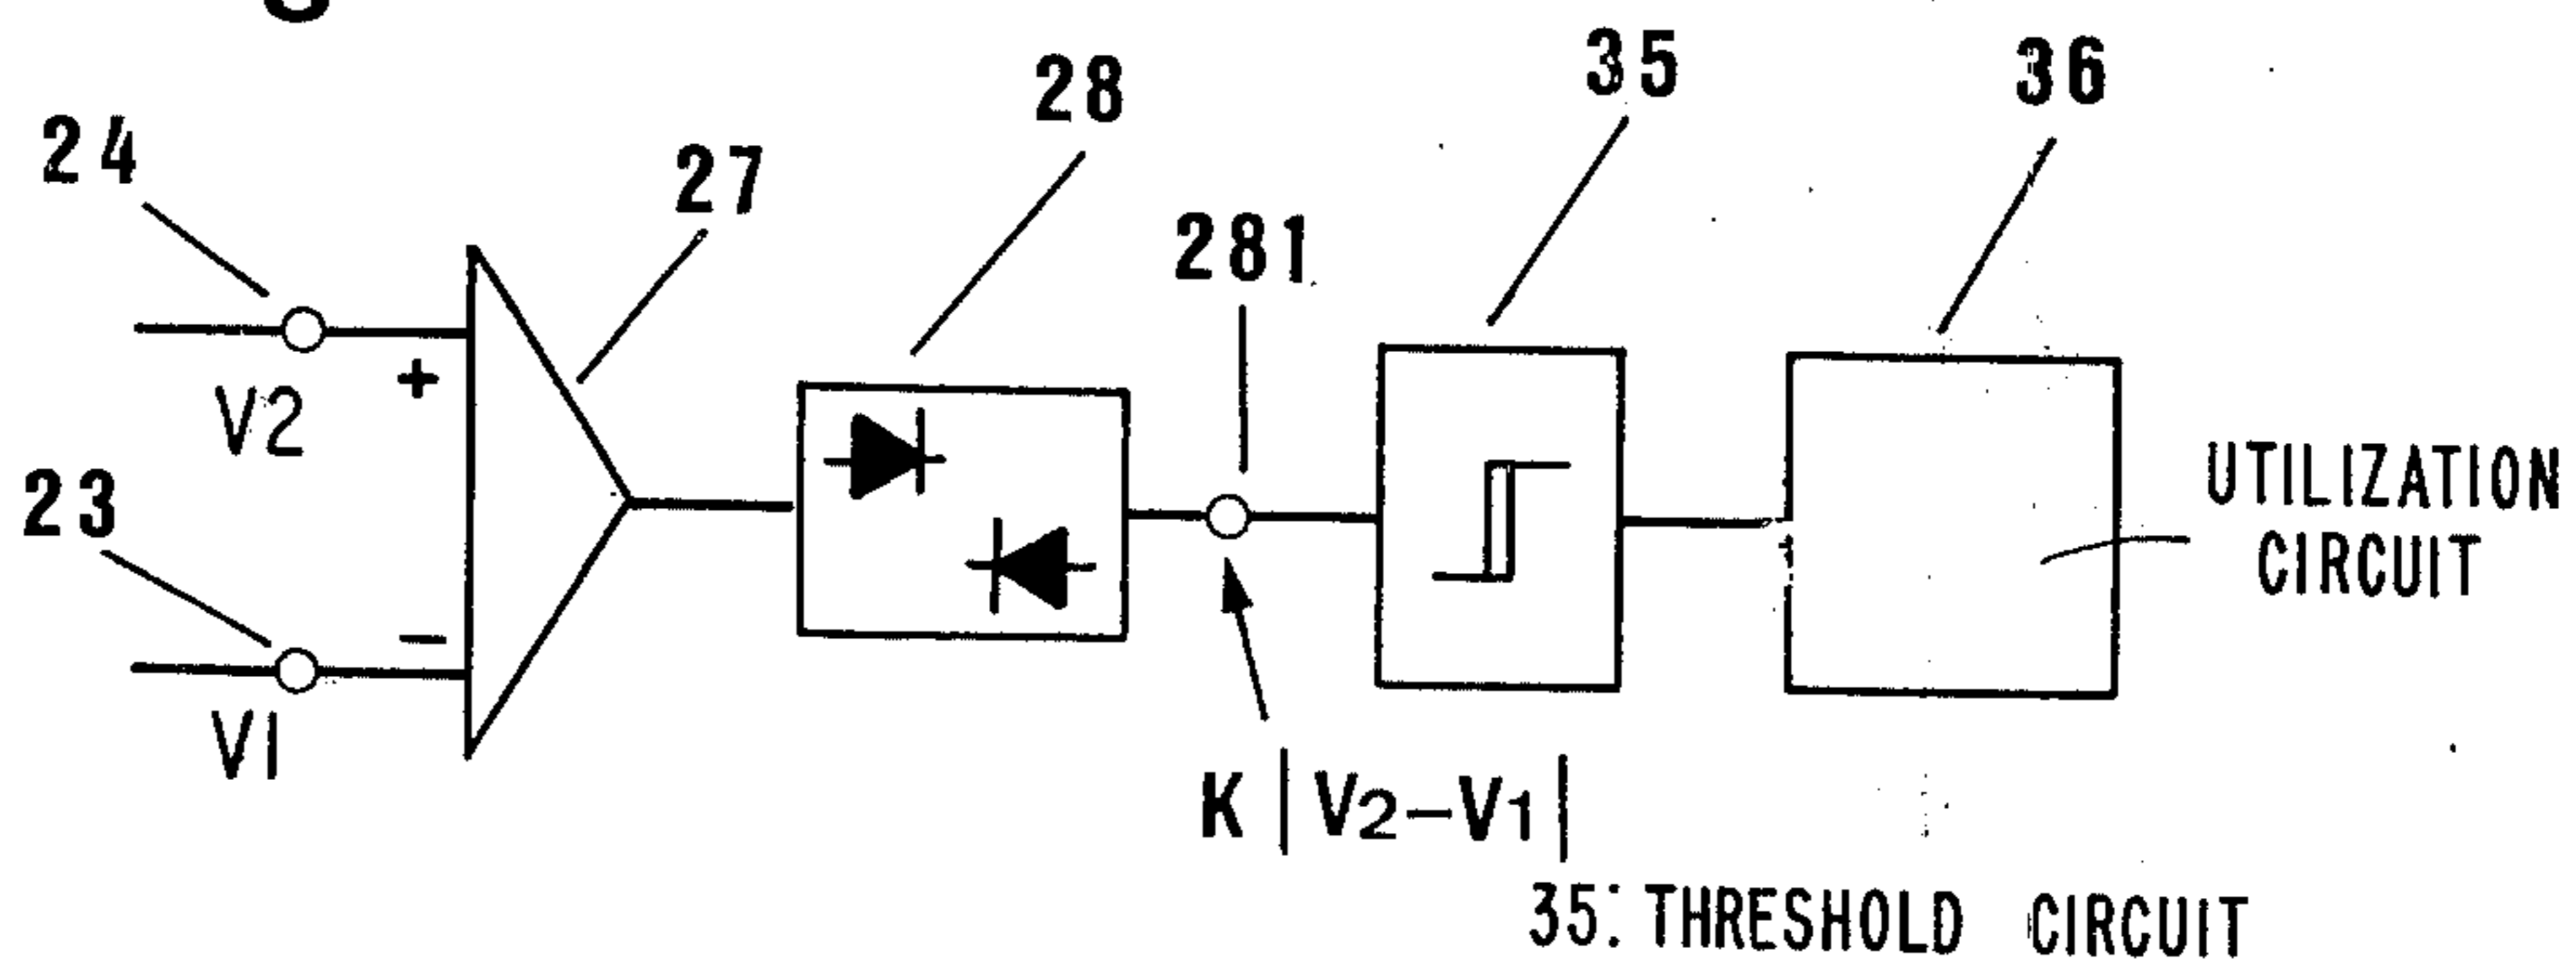 35
36
28
24
27
281
V2
+
23
UTILIZATION
CIRCUIT
−
V1
K |V2−V1|
35: THRESHOLD CIRCUIT